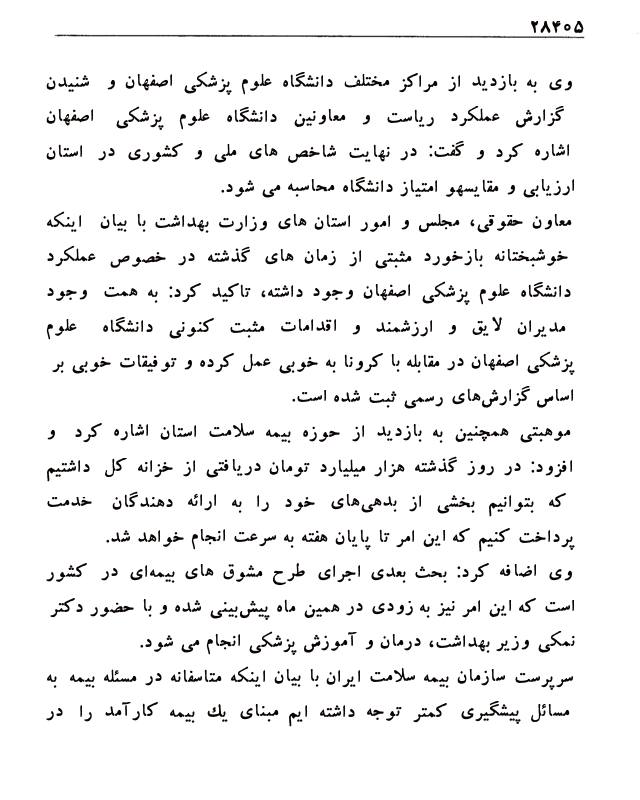 ۲۸۴۰۵
وی به بازدید از مراکز مختلف دانشگاه علوم پزشکی اصفهان و شنیدن
گزارش عملکرد ریاست و معاونین دانشگاه علوم پزشکی اصفهان
اشاره کرد و گفت: در نهایت شاخص های ملی و کشوری در استان
ارزیابی و مقایسهو امتیاز دانشگاه محاسبه می شود.
معاون حقوقی، مجلس و امور استان های وزارت بهداشت با بیان اینکه
خوشبختانه بازخورد مثبتی از زمان های گذشته در خصوص عملکرد
دانشگاه علوم پزشکی اصفهان وجود داشته، تاکید کرد: به همت وجود
مدیران لایق و ارزشمند و اقدامات مثبت کنونی دانشگاه علوم
پزشکی اصفهان در مقابله با کرونا به خوبی عمل کرده و توفیقات خوبی بر
اساس گزارش‌های رسمی ثبت شده است.
موهبتی همچنین به بازدید از حوزه بیمه سلامت استان اشاره کرد و
افزود: در روز گذشته هزار میلیارد تومان دریافتی از خزانه کل داشتیم
که بتوانیم بخشی از بدهی‌های خود را به ارائه دهندگان خدمت
پرداخت کنیم که این امر تا پایان هفته به سرعت انجام خواهد شد.
وی اضافه کرد: بحث بعدی اجرای طرح مشوق های بیمه‌ای در کشور
است که این امر نیز به زودی در همین ماه پیش‌بینی شده و با حضور دکتر
نمکی وزیر بهداشت، درمان و آموزش پزشکی انجام می شود.
سرپرست سازمان بیمه سلامت ایران با بیان اینکه متاسفانه در مسئله بیمه به
مسائل پیشگیری کمتر توجه داشته ایم مبنای یك بیمه کارآمد را در